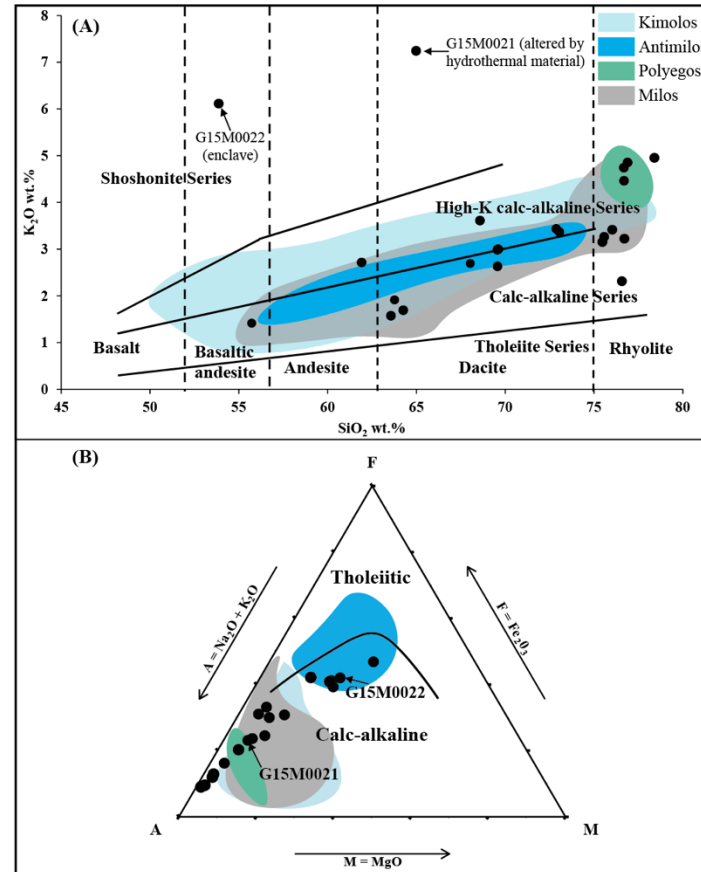 (A)
Kimolos
Antimilos
Polyegos
Milos
G15M0021 (altered by
hydrothermal material)
G15M0022
(enclave)
Shoshonite Series
High-K calc-alkaline Series
Calc-alkaline Series
Tholeiite Series
Basalt
Basaltic
andesite
Andesite
Dacite
Rhyolite
K₂O wt.%
8
7
6
5
4
3
2
1
0
45
50
55
60
65
70
75
80
SiO₂ wt.%
(B)
F
Tholeiitic
A = Na₂O + K₂O
F = Fe₂0₃
G15M0022
Calc-alkaline
G15M0021
A
M
M = MgO